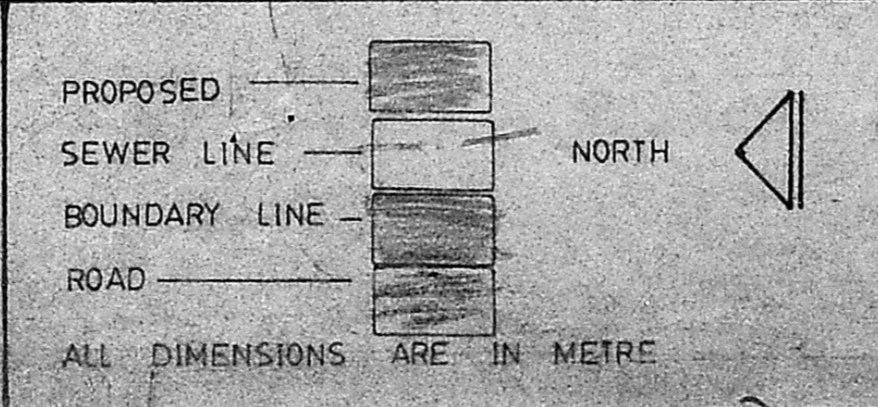 PROPOSED
SEWER LINE
NORTH
BOUNDARY LINE
ROAD
ALL DIMENSIONS ARE IN METRE